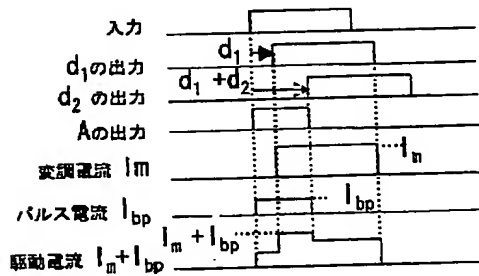 入力
d₁
d₁の出力
d₁+d₂
d₂ の出力
Aの出力
Im
変調電流 Im
Ibp
パルス電流 Ibp
Im+Ibp
駆動電流 Im+Ibp